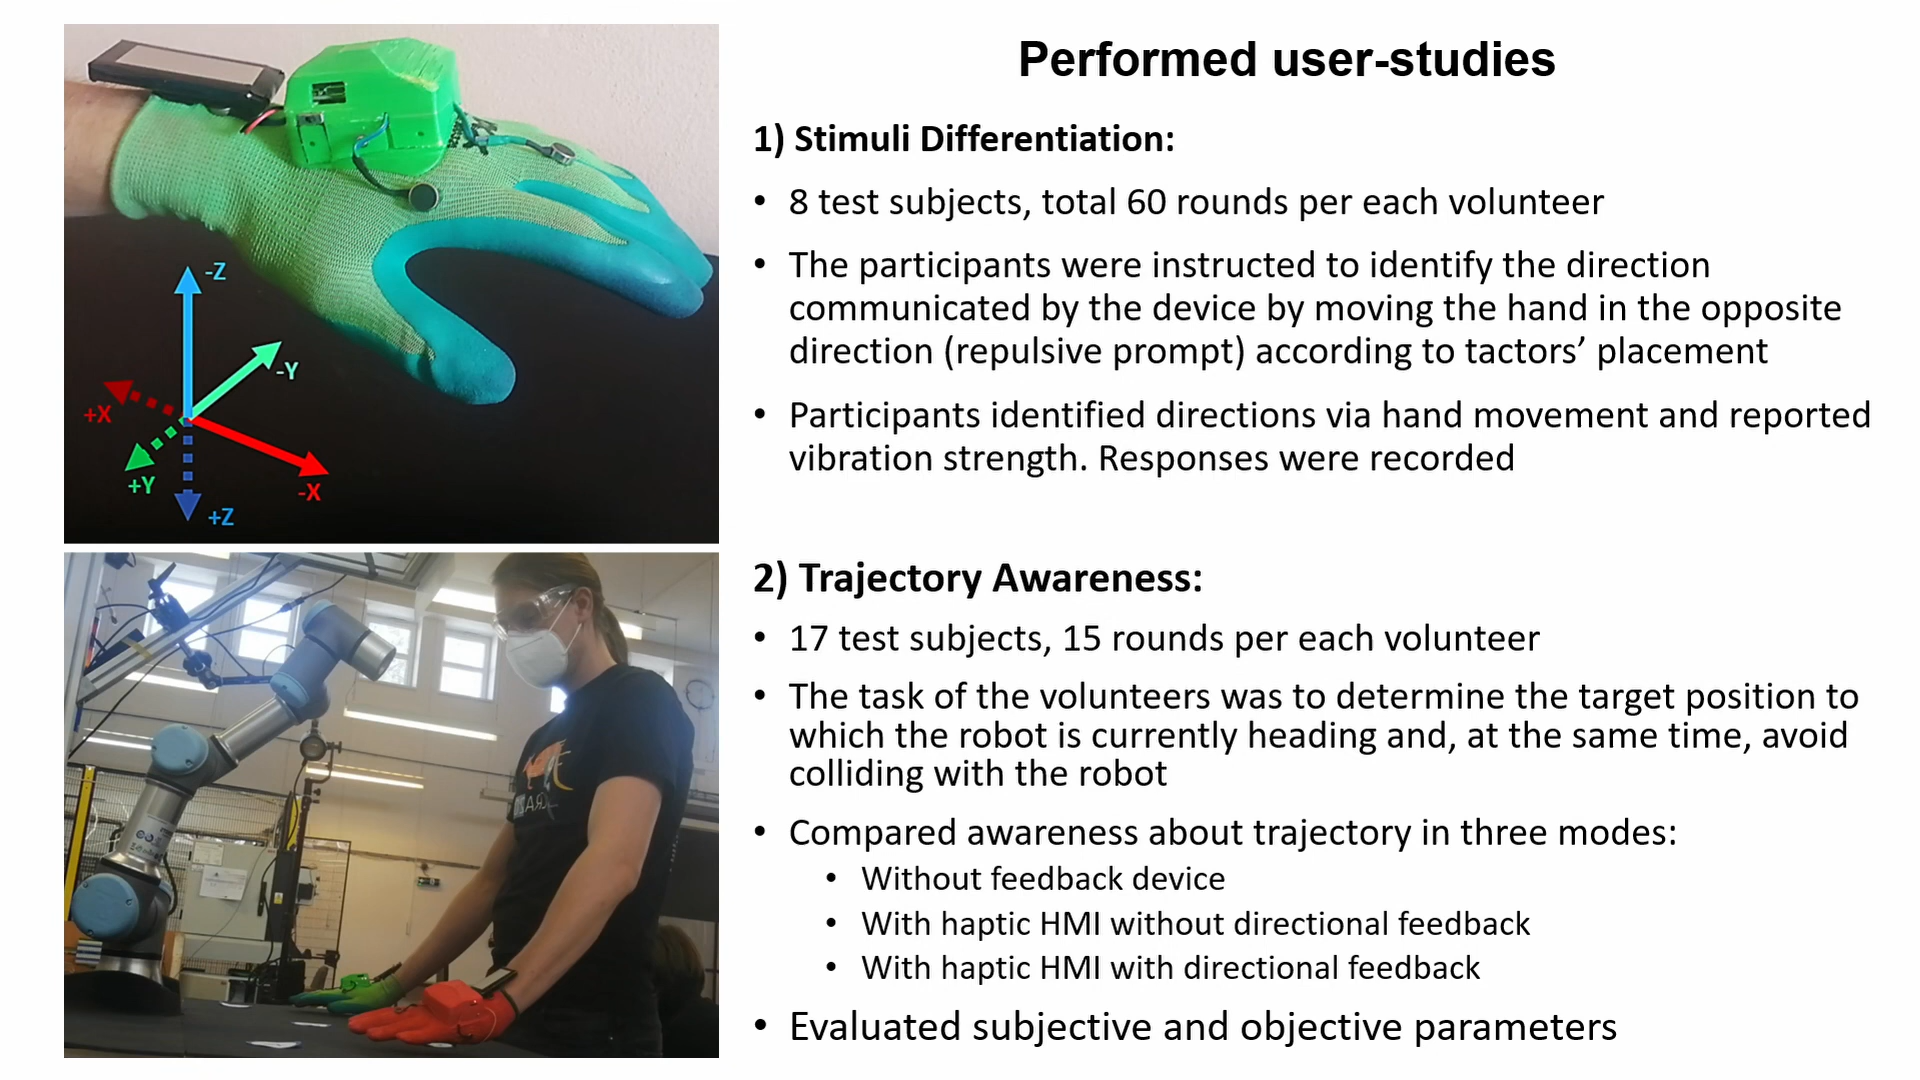 Performed user-studies
1) Stimuli Differentiation:
• 8 test subjects, total 60 rounds per each volunteer
• The participants were instructed to identify the direction
communicated by the device by moving the hand in the opposite
direction (repulsive prompt) according to tactors’ placement
• Participants identified directions via hand movement and reported
vibration strength. Responses were recorded
2) Trajectory Awareness:
• 17 test subjects, 15 rounds per each volunteer
• The task of the volunteers was to determine the target position to
which the robot is currently heading and, at the same time, avoid
colliding with the robot
• Compared awareness about trajectory in three modes:
• Without feedback device
• With haptic HMI without directional feedback
• With haptic HMI with directional feedback
• Evaluated subjective and objective parameters
-Z
-Y
+X
+Y
-X
+Z